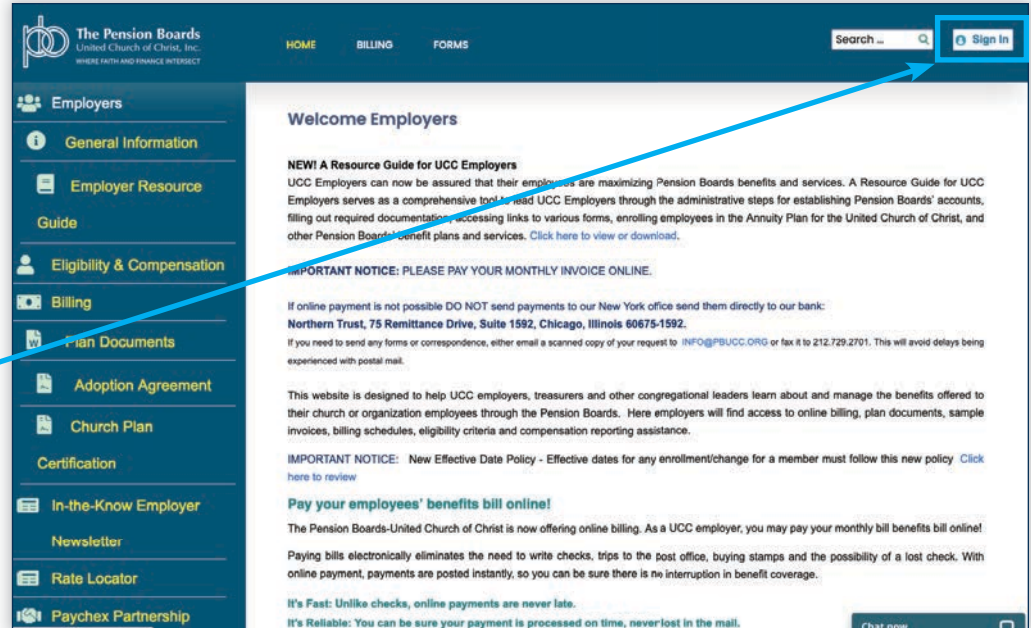 The Pension Boards
United Church of Christ, Inc.
WHERE FAITH AND FINANCE INTERSECT
HOME
BILLING
FORMS
Search ...
Sign In
Employers
General Information
Employer Resource
Guide
Eligibility & Compensation
Billing
Plan Documents
Adoption Agreement
Church Plan
Certification
In-the-Know Employer
Newsletter
Rate Locator
Paychex Partnership
Welcome Employers
NEW! A Resource Guide for UCC Employers
UCC Employers can now be assured that their employees are maximizing Pension Boards benefits and services. A Resource Guide for UCC
Employers serves as a comprehensive tool to lead UCC Employers through the administrative steps for establishing Pension Boards' accounts,
filling out required documentation, accessing links to various forms, enrolling employees in the Annuity Plan for the United Church of Christ, and
other Pension Boards' benefit plans and services. Click here to view or download.
IMPORTANT NOTICE: PLEASE PAY YOUR MONTHLY INVOICE ONLINE.
If online payment is not possible DO NOT send payments to our New York office send them directly to our bank:
Northern Trust, 75 Remittance Drive, Suite 1592, Chicago, Illinois 60675-1592.
If you need to send any forms or correspondence, either email a scanned copy of your request to INFO@PBUCC.ORG or fax it to 212.729.2701. This will avoid delays being
experienced with postal mail.
This website is designed to help UCC employers, treasurers and other congregational leaders learn about and manage the benefits offered to
their church or organization employees through the Pension Boards. Here employers will find access to online billing, plan documents, sample
invoices, billing schedules, eligibility criteria and compensation reporting assistance.
IMPORTANT NOTICE: New Effective Date Policy - Effective dates for any enrollment/change for a member must follow this new policy Click
here to review
Pay your employees' benefits bill online!
The Pension Boards-United Church of Christ is now offering online billing. As a UCC employer, you may pay your monthly bill benefits bill online!
Paying bills electronically eliminates the need to write checks, trips to the post office, buying stamps and the possibility of a lost check. With
online payment, payments are posted instantly, so you can be sure there is no interruption in benefit coverage.
It's Fast: Unlike checks, online payments are never late.
It's Reliable: You can be sure your payment is processed on time, never lost in the mail.
Chat now